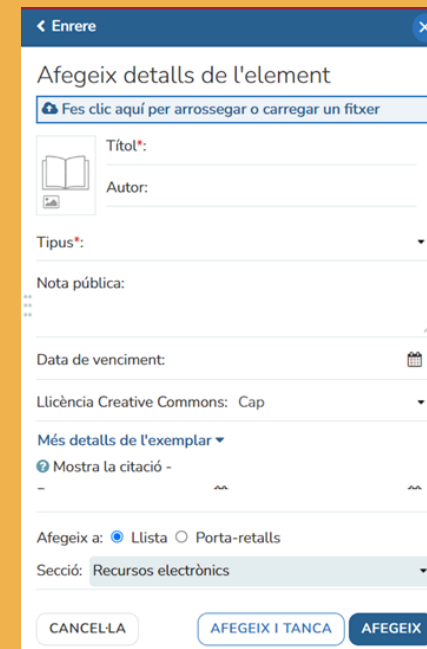 Enrere
Afegeix detalls de l'element
Fes clic aquí per arrossegar o carregar un fitxer
Títol*:
Autor:
Tipus*:
Nota pública:
Data de venciment:
Llicència Creative Commons: Cap
Més detalls de l'exemplar
Mostra la citació -
Afegeix a: Llista Porta-retalls
Secció: Recursos electrònics
CANCEL·LA AFEGEIX I TANCA AFEGEIX